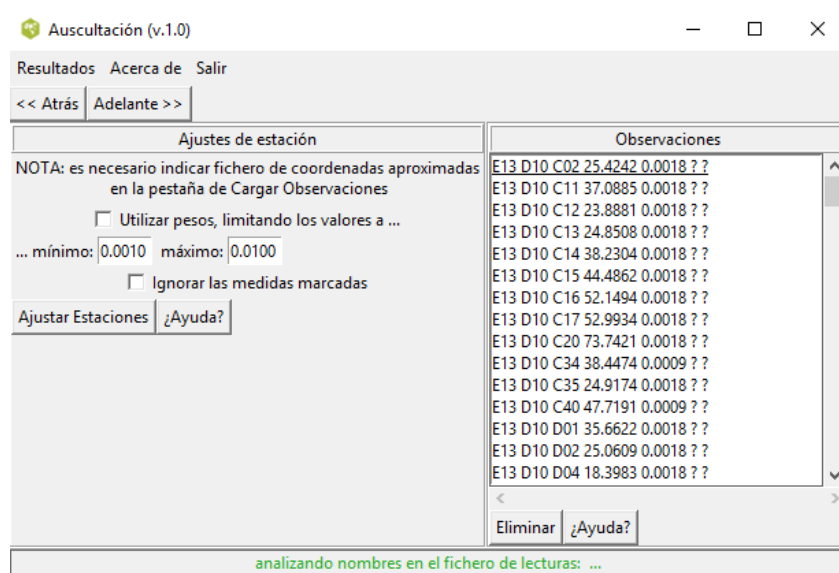 Auscultación (v.1.0)
Resultados Acerca de Salir
<< Atrás Adelante >>
Ajustes de estación
NOTA: es necesario indicar fichero de coordenadas aproximadas
en la pestaña de Cargar Observaciones
Utilizar pesos, limitando los valores a ...
... mínimo: 0.0010 máximo: 0.0100
Ignorar las medidas marcadas
Ajustar Estaciones ¿Ayuda?
Observaciones
E13 D10 C02 25.4242 0.0018 ? ?
E13 D10 C11 37.0885 0.0018 ? ?
E13 D10 C12 23.8881 0.0018 ? ?
E13 D10 C13 24.8508 0.0018 ? ?
E13 D10 C14 38.2304 0.0018 ? ?
E13 D10 C15 44.4862 0.0018 ? ?
E13 D10 C16 52.1494 0.0018 ? ?
E13 D10 C17 52.9934 0.0018 ? ?
E13 D10 C20 73.7421 0.0018 ? ?
E13 D10 C34 38.4474 0.0009 ? ?
E13 D10 C35 24.9174 0.0018 ? ?
E13 D10 C40 47.7191 0.0009 ? ?
E13 D10 D01 35.6622 0.0018 ? ?
E13 D10 D02 25.0609 0.0018 ? ?
E13 D10 D04 18.3983 0.0018 ? ?
Eliminar ¿Ayuda?
analizando nombres en el fichero de lecturas: ...